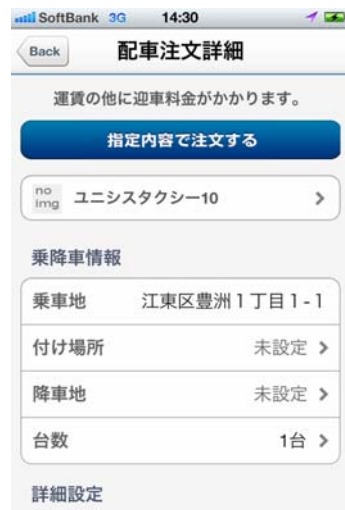 SoftBank 3G 14:30
Back 配車注文詳細
運賃の他に迎車料金がかかります。
指定内容で注文する
no
img ユニシスタクシー10
乗降車情報
乗車地 江東区豊洲1丁目1-1
付け場所 未設定
降車地 未設定
台数 1台
詳細設定